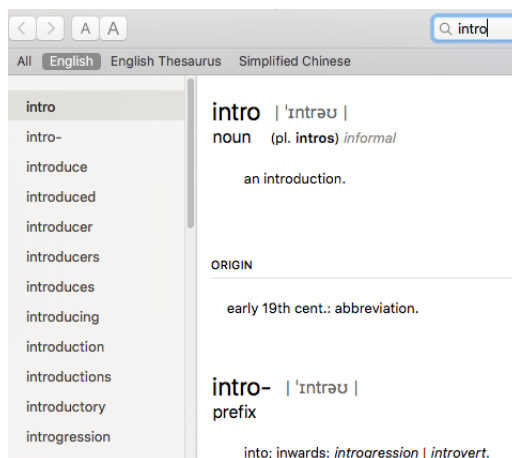 A A
intro
All English English Thesaurus Simplified Chinese
intro
intro-
introduce
introduced
introducer
introducers
introduces
introducing
introduction
introductions
introductory
introgression
intro | ˈɪntrəʊ |
noun (pl. intros) informal
an introduction.
ORIGIN
early 19th cent.: abbreviation.
intro- | ˈɪntrəʊ |
prefix
into; inwards: introgression | introvert.